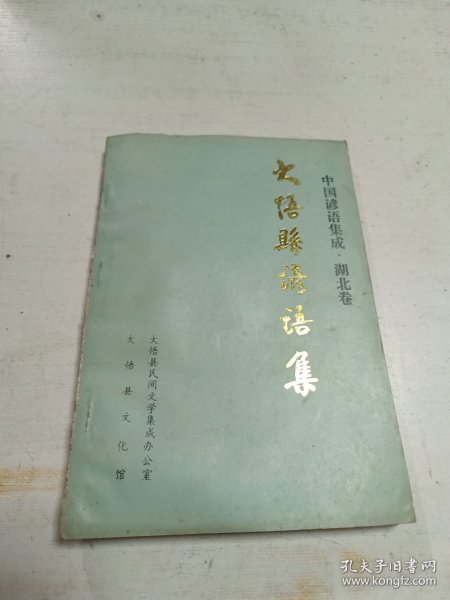 中国谚语集成·湖北卷
大悟縣谚语集
大悟县民间文学集成办公室
大悟县文化馆
孔夫子旧书网
www.kongfz.com